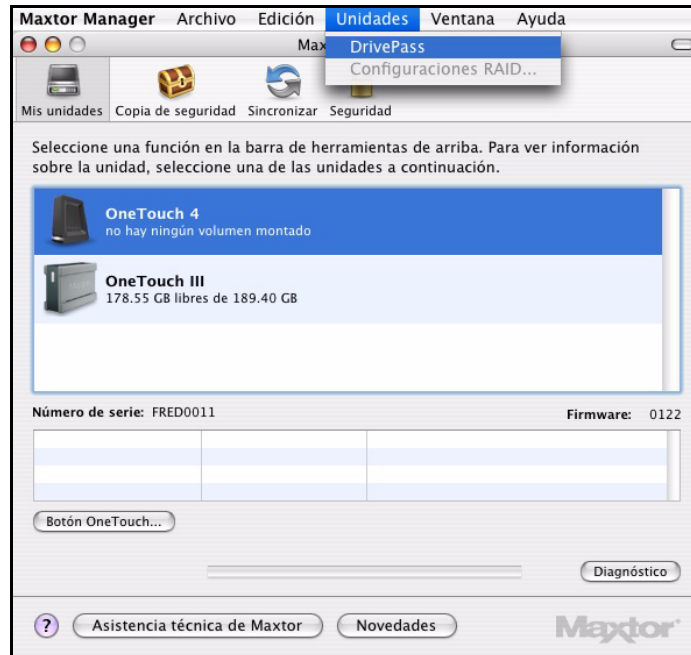 Maxtor Manager Archivo Edición Unidades Ventana Ayuda
Max
DrivePass
Configuraciones RAID...
Mis unidades Copia de seguridad Sincronizar Seguridad
Seleccione una función en la barra de herramientas de arriba. Para ver información
sobre la unidad, seleccione una de las unidades a continuación.
OneTouch 4
no hay ningún volumen montado
OneTouch III
178.55 GB libres de 189.40 GB
Número de serie: FRED0011 Firmware: 0122
Botón OneTouch...
Diagnóstico
? Asistencia técnica de Maxtor Novedades Maxtor